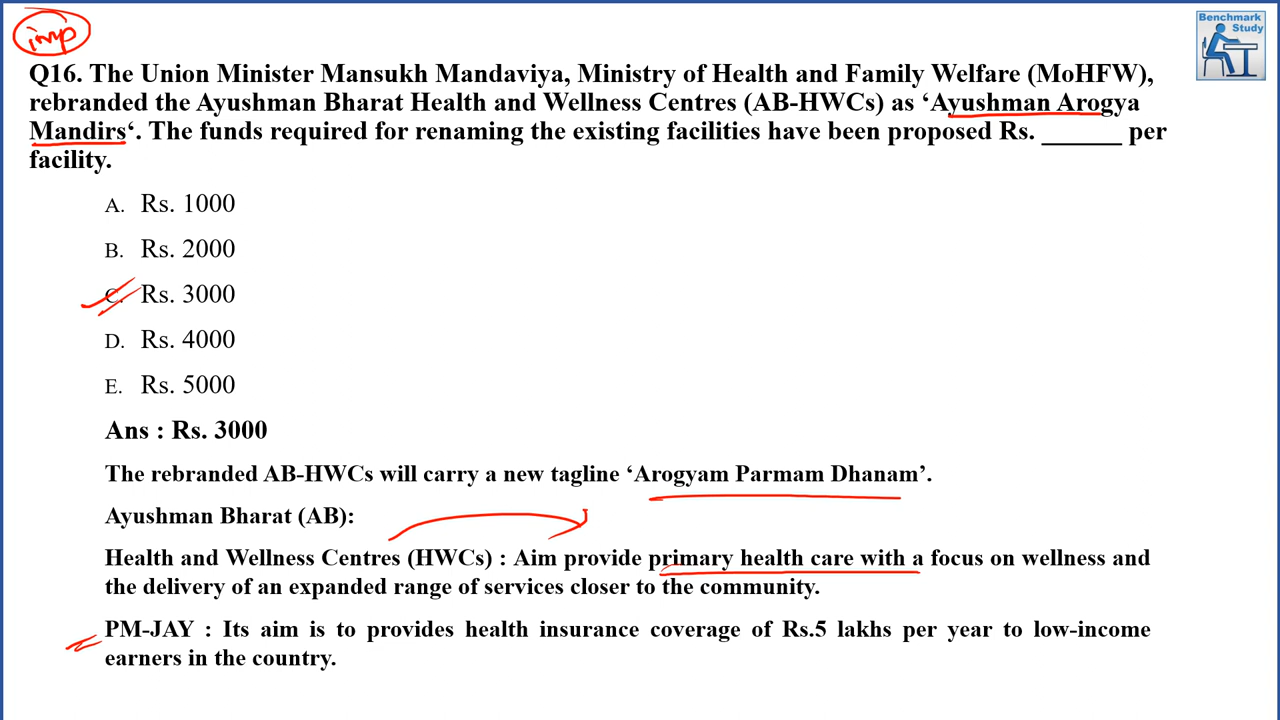 imp
Benchmark
Study
Q16. The Union Minister Mansukh Mandaviya, Ministry of Health and Family Welfare (MoHFW),
rebranded the Ayushman Bharat Health and Wellness Centres (AB-HWCs) as ‘Ayushman Arogya
Mandirs‘. The funds required for renaming the existing facilities have been proposed Rs. ______ per
facility.
A. Rs. 1000
B. Rs. 2000
C. Rs. 3000
D. Rs. 4000
E. Rs. 5000
Ans : Rs. 3000
The rebranded AB-HWCs will carry a new tagline ‘Arogyam Parmam Dhanam’.
Ayushman Bharat (AB):
Health and Wellness Centres (HWCs) : Aim provide primary health care with a focus on wellness and
the delivery of an expanded range of services closer to the community.
PM-JAY : Its aim is to provides health insurance coverage of Rs.5 lakhs per year to low-income
earners in the country.